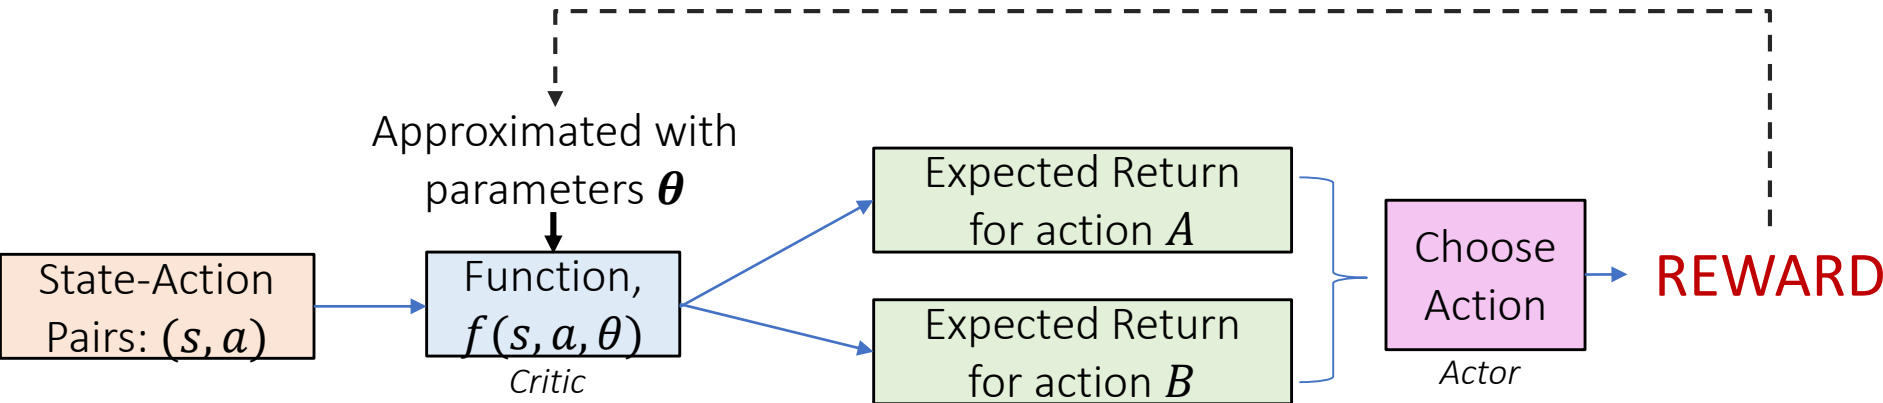 Approximated with
parameters θ
State-Action
Pairs: (s, a)
Function,
f(s, a, θ)
Critic
Expected Return
for action A
Expected Return
for action B
Choose
Action
Actor
REWARD